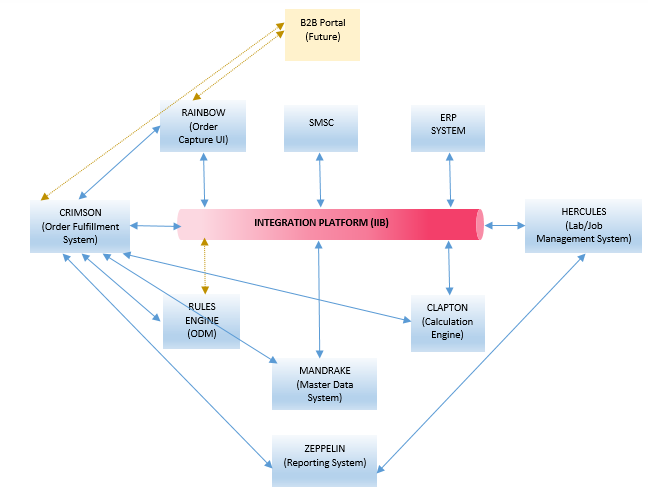 B2B Portal
(Future)
RAINBOW
(Order
Capture UI)
SMSC
ERP
SYSTEM
CRIMSON
(Order Fulfillment
System)
INTEGRATION PLATFORM (IIB)
HERCULES
(Lab/Job
Management System)
RULES
ENGINE
(ODM)
CLAPTON
(Calculation
Engine)
MANDRAKE
(Master Data
System)
ZEPPELIN
(Reporting System)